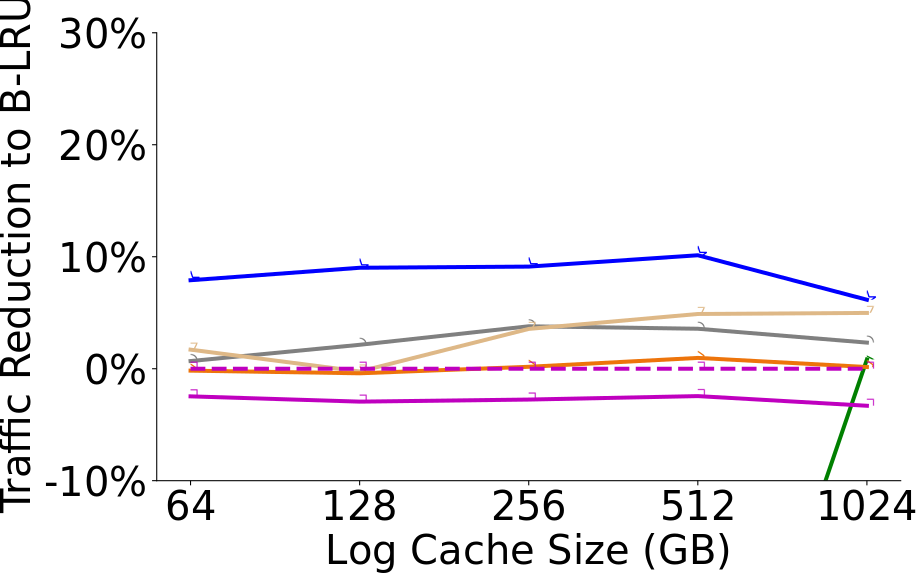 Traffic Reduction to B-LRU
30%
20%
10%
0%
-10%
64 128 256 512 1024
Log Cache Size (GB)